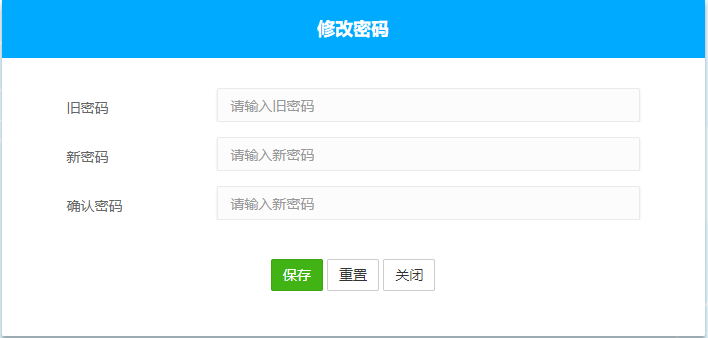 修改密码
旧密码 请输入旧密码
新密码 请输入新密码
确认密码 请输入新密码
保存 重置 关闭